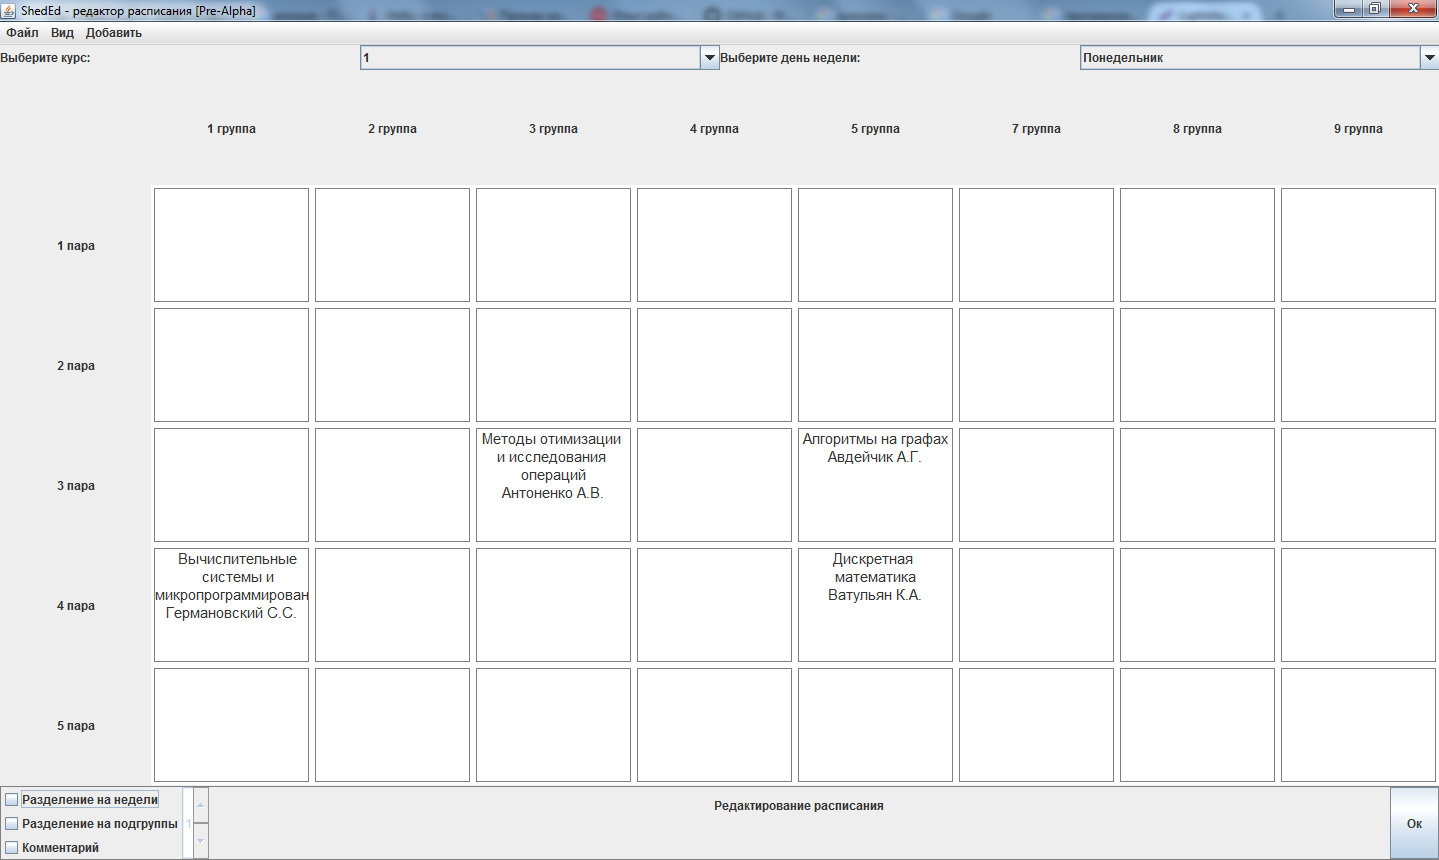 ShedEd - редактор расписания [Pre-Alpha]
Файл Вид Добавить
Выберите курс: 1 Выберите день недели: Понедельник
1 группа 2 группа 3 группа 4 группа 5 группа 7 группа 8 группа 9 группа
1 пара
2 пара
3 пара
Методы отимизации
и исследования
операций
Антоненко А.В.
Алгоритмы на графах
Авдейчик А.Г.
4 пара
Вычислительные
системы и
микропрограммирован
Германовский С.С.
Дискретная
математика
Ватульян К.А.
5 пара
Разделение на недели
Разделение на подгруппы
Комментарий
1
Редактирование расписания
Ок